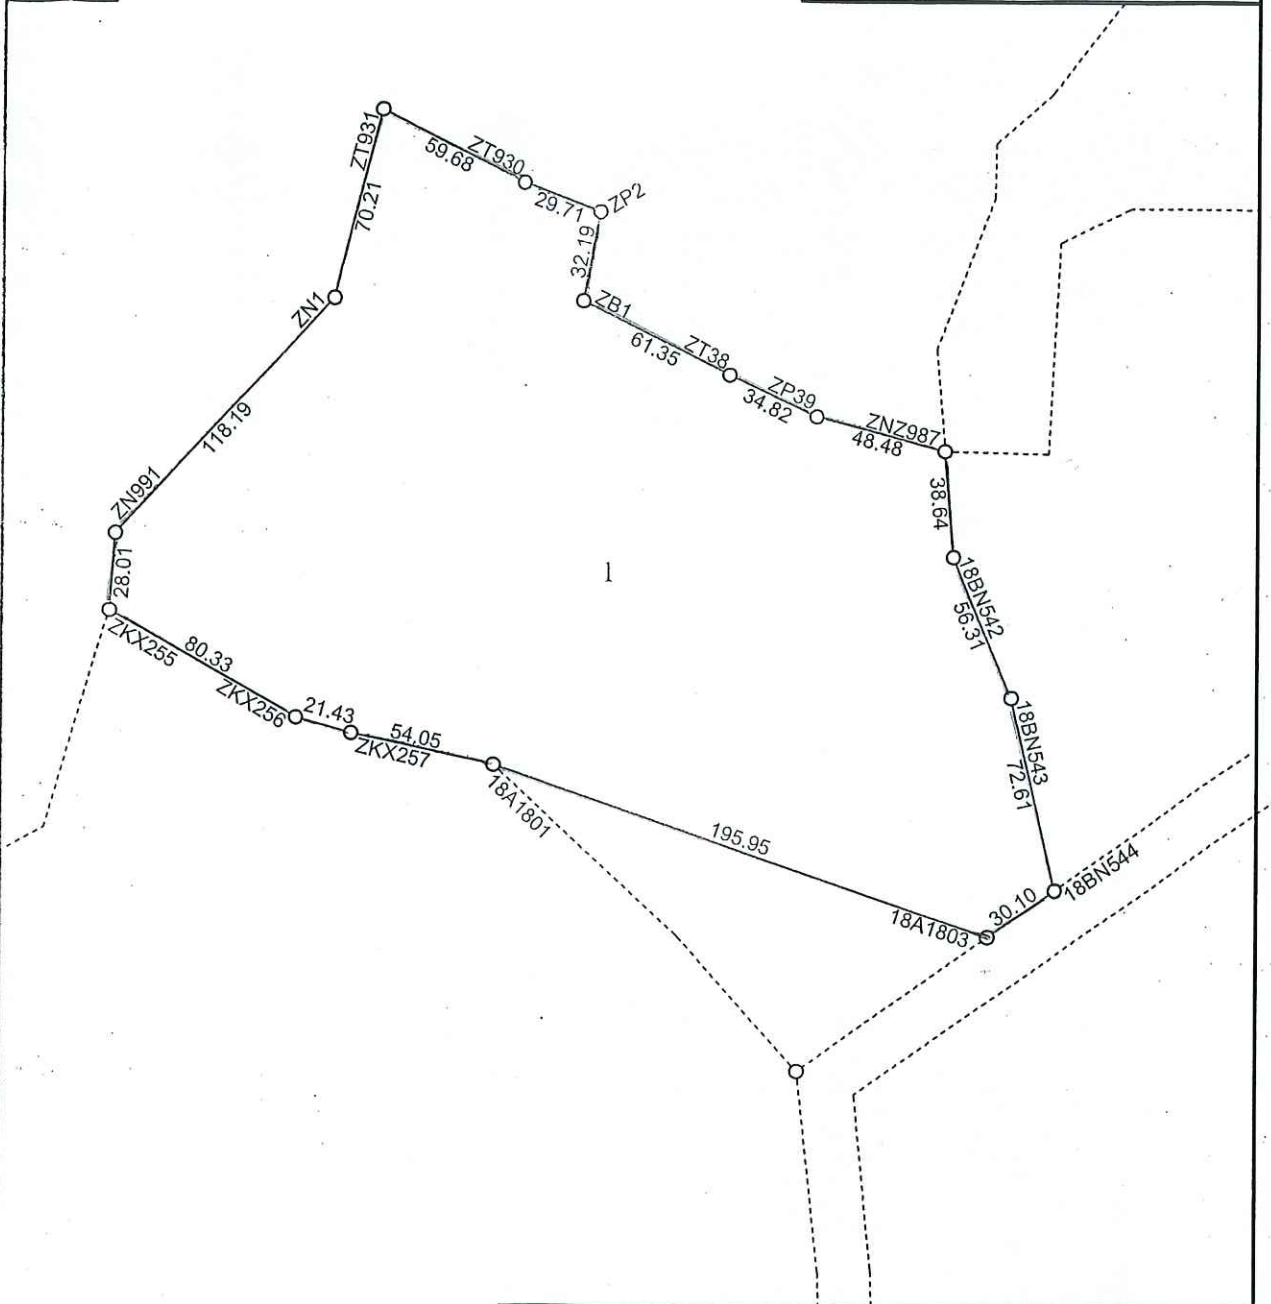 ZT931
59.68
ZT930
29.71
ZP2
70.21
32.19
ZN1
ZB1
61.35
ZT38
34.82
ZP39
48.48
ZNZ987
118.19
38.64
ZN991
28.01
1
18BN542
56.31
ZKX255
80.33
ZKX256
21.43
54.05
ZKX257
18BN543
72.61
18A1801
195.95
18A1803
30.10
18BN544